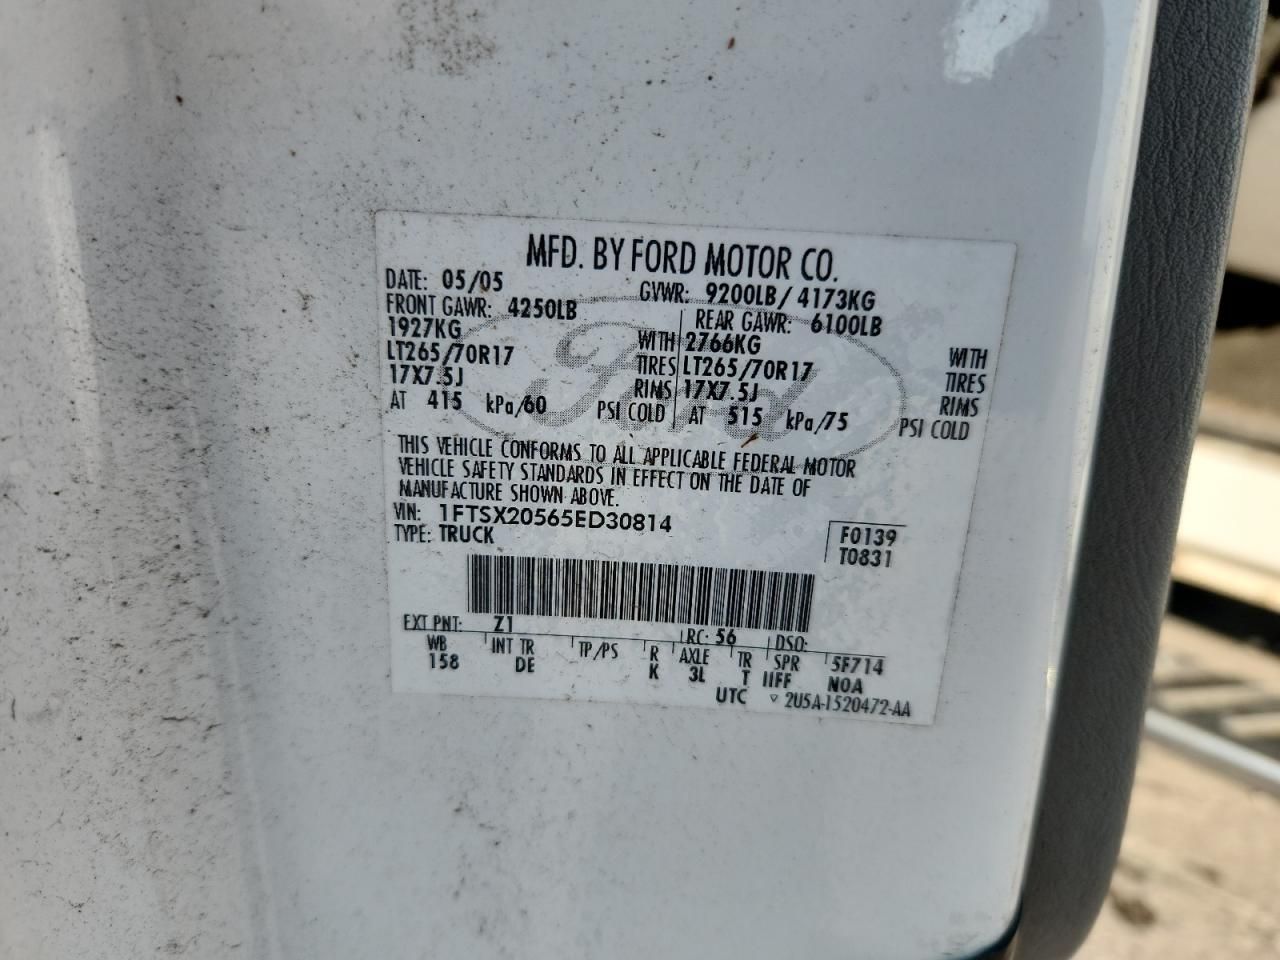 MFD. BY FORD MOTOR CO.
DATE: 05/05 GVWR: 9200LB/ 4173KG
FRONT GAWR: 4250LB REAR GAWR: 6100LB
1927KG WITH 2766KG WITH
LT265/70R17 TIRES LT265/70R17 TIRES
17X7.5J RIMS 17X7.5J RIMS
AT 415 kPa/60 PSI COLD AT 515 kPa/75 PSI COLD
Ford
THIS VEHICLE CONFORMS TO ALL APPLICABLE FEDERAL MOTOR
VEHICLE SAFETY STANDARDS IN EFFECT ON THE DATE OF
MANUFACTURE SHOWN ABOVE.
VIN: 1FTSX20565ED30814
TYPE: TRUCK
F0139
T0831
EXT PNT: Z1 RC: 56 DSO:
WB INT TR TP/PS R AXLE TR SPR 5F714
158 DE K 3L T IIFF NOA
UTC ▽ 2U5A-1520472-AA